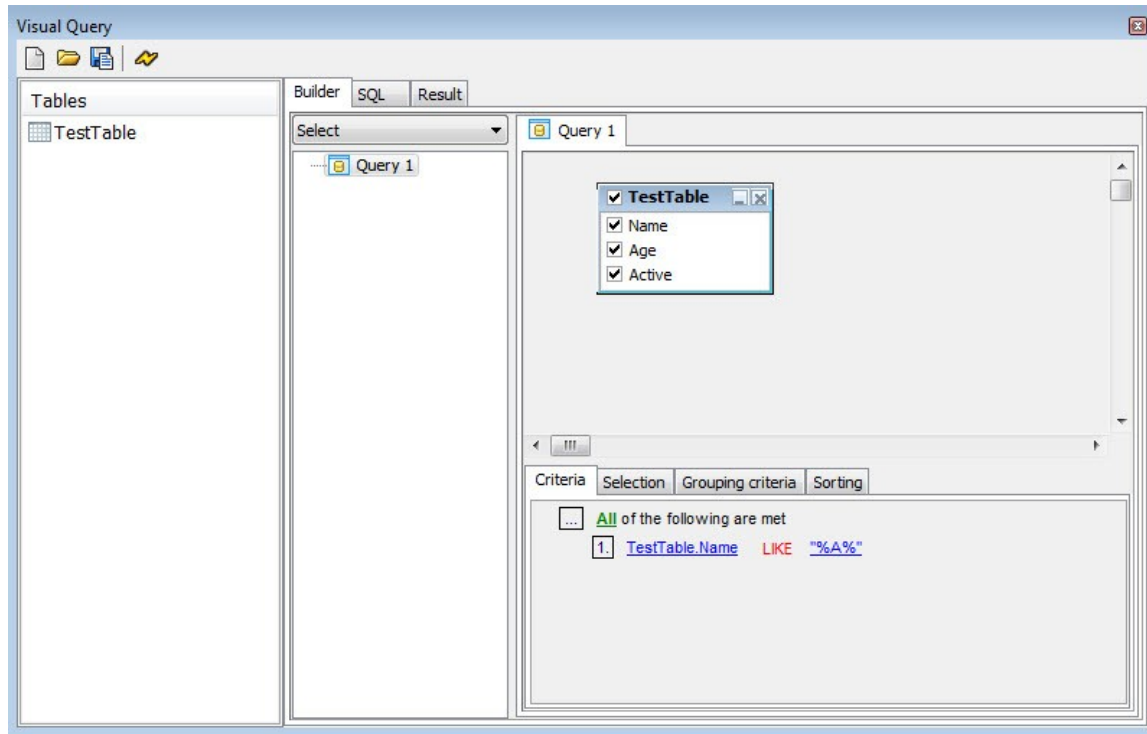 Visual Query
Tables
TestTable
Builder SQL Result
Select
Query 1
Query 1
TestTable
Name
Age
Active
Criteria Selection Grouping criteria Sorting
... All of the following are met
1. TestTable.Name LIKE "%A%"